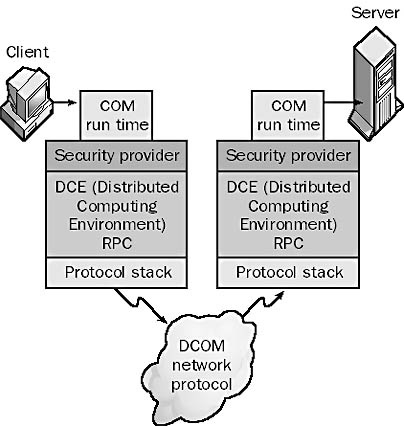 Server
Client
COM
run time
COM
run time
Security provider
Security provider
DCE (Distributed
Computing
Environment)
RPC
DCE (Distributed
Computing
Environment)
RPC
Protocol stack
Protocol stack
DCOM
network
protocol